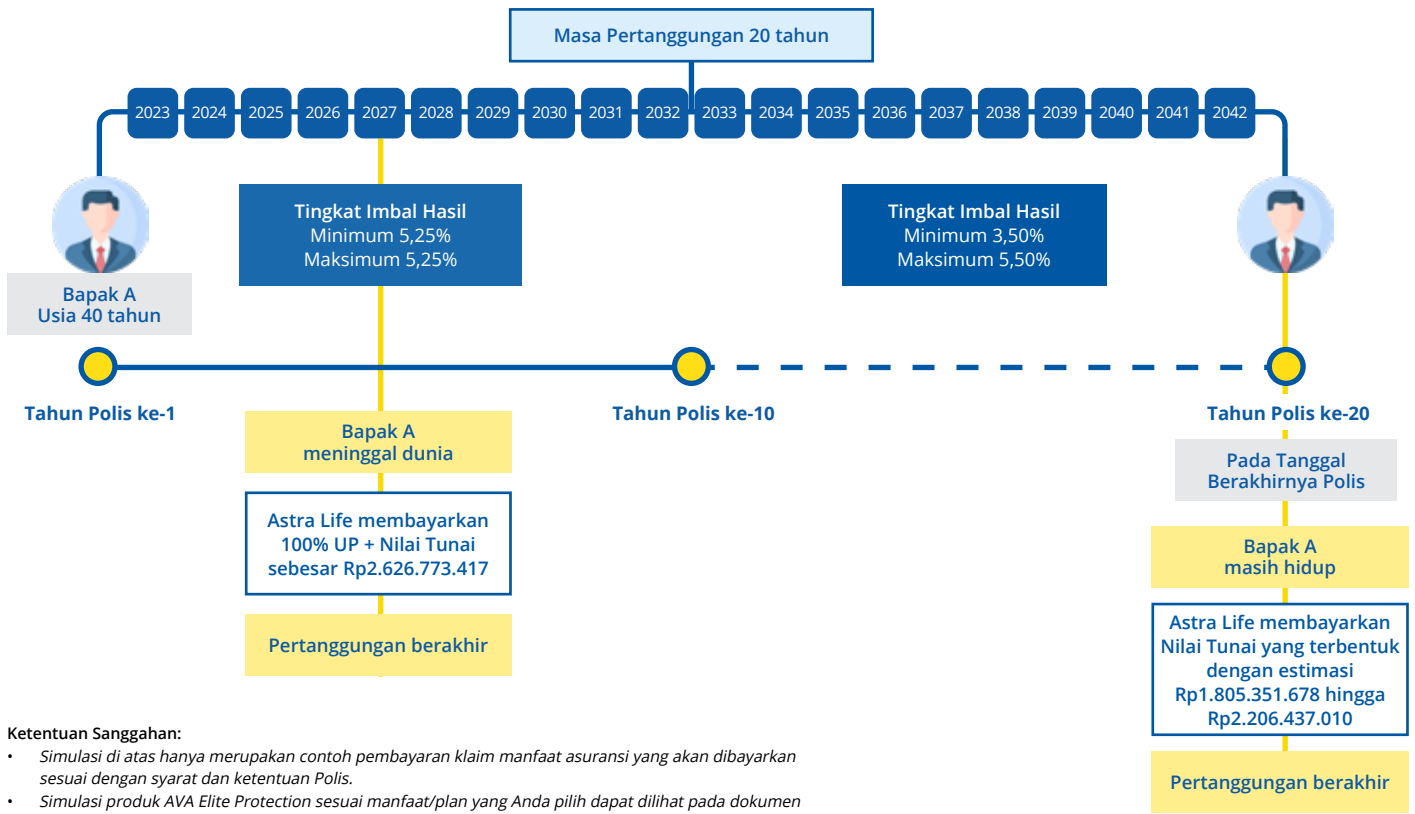 Masa Pertanggungan 20 tahun
2023 2024 2025 2026 2027 2028 2029 2030 2031 2032 2033 2034 2035 2036 2037 2038 2039 2040 2041 2042
Bapak A
Usia 40 tahun
Tingkat Imbal Hasil
Minimum 5,25%
Maksimum 5,25%
Tingkat Imbal Hasil
Minimum 3,50%
Maksimum 5,50%
Tahun Polis ke-1
Tahun Polis ke-10
Tahun Polis ke-20
Bapak A
meninggal dunia
Astra Life membayarkan
100% UP + Nilai Tunai
sebesar Rp2.626.773.417
Pertanggungan berakhir
Pada Tanggal
Berakhirnya Polis
Bapak A
masih hidup
Astra Life membayarkan
Nilai Tunai yang terbentuk
dengan estimasi
Rp1.805.351.678 hingga
Rp2.206.437.010
Pertanggungan berakhir
Ketentuan Sanggahan:
• Simulasi di atas hanya merupakan contoh pembayaran klaim manfaat asuransi yang akan dibayarkan
sesuai dengan syarat dan ketentuan Polis.
• Simulasi produk AVA Elite Protection sesuai manfaat/plan yang Anda pilih dapat dilihat pada dokumen